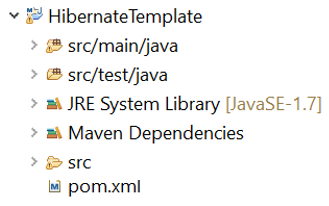 HibernateTemplate
src/main/java
src/test/java
JRE System Library [JavaSE-1.7]
Maven Dependencies
src
pom.xml